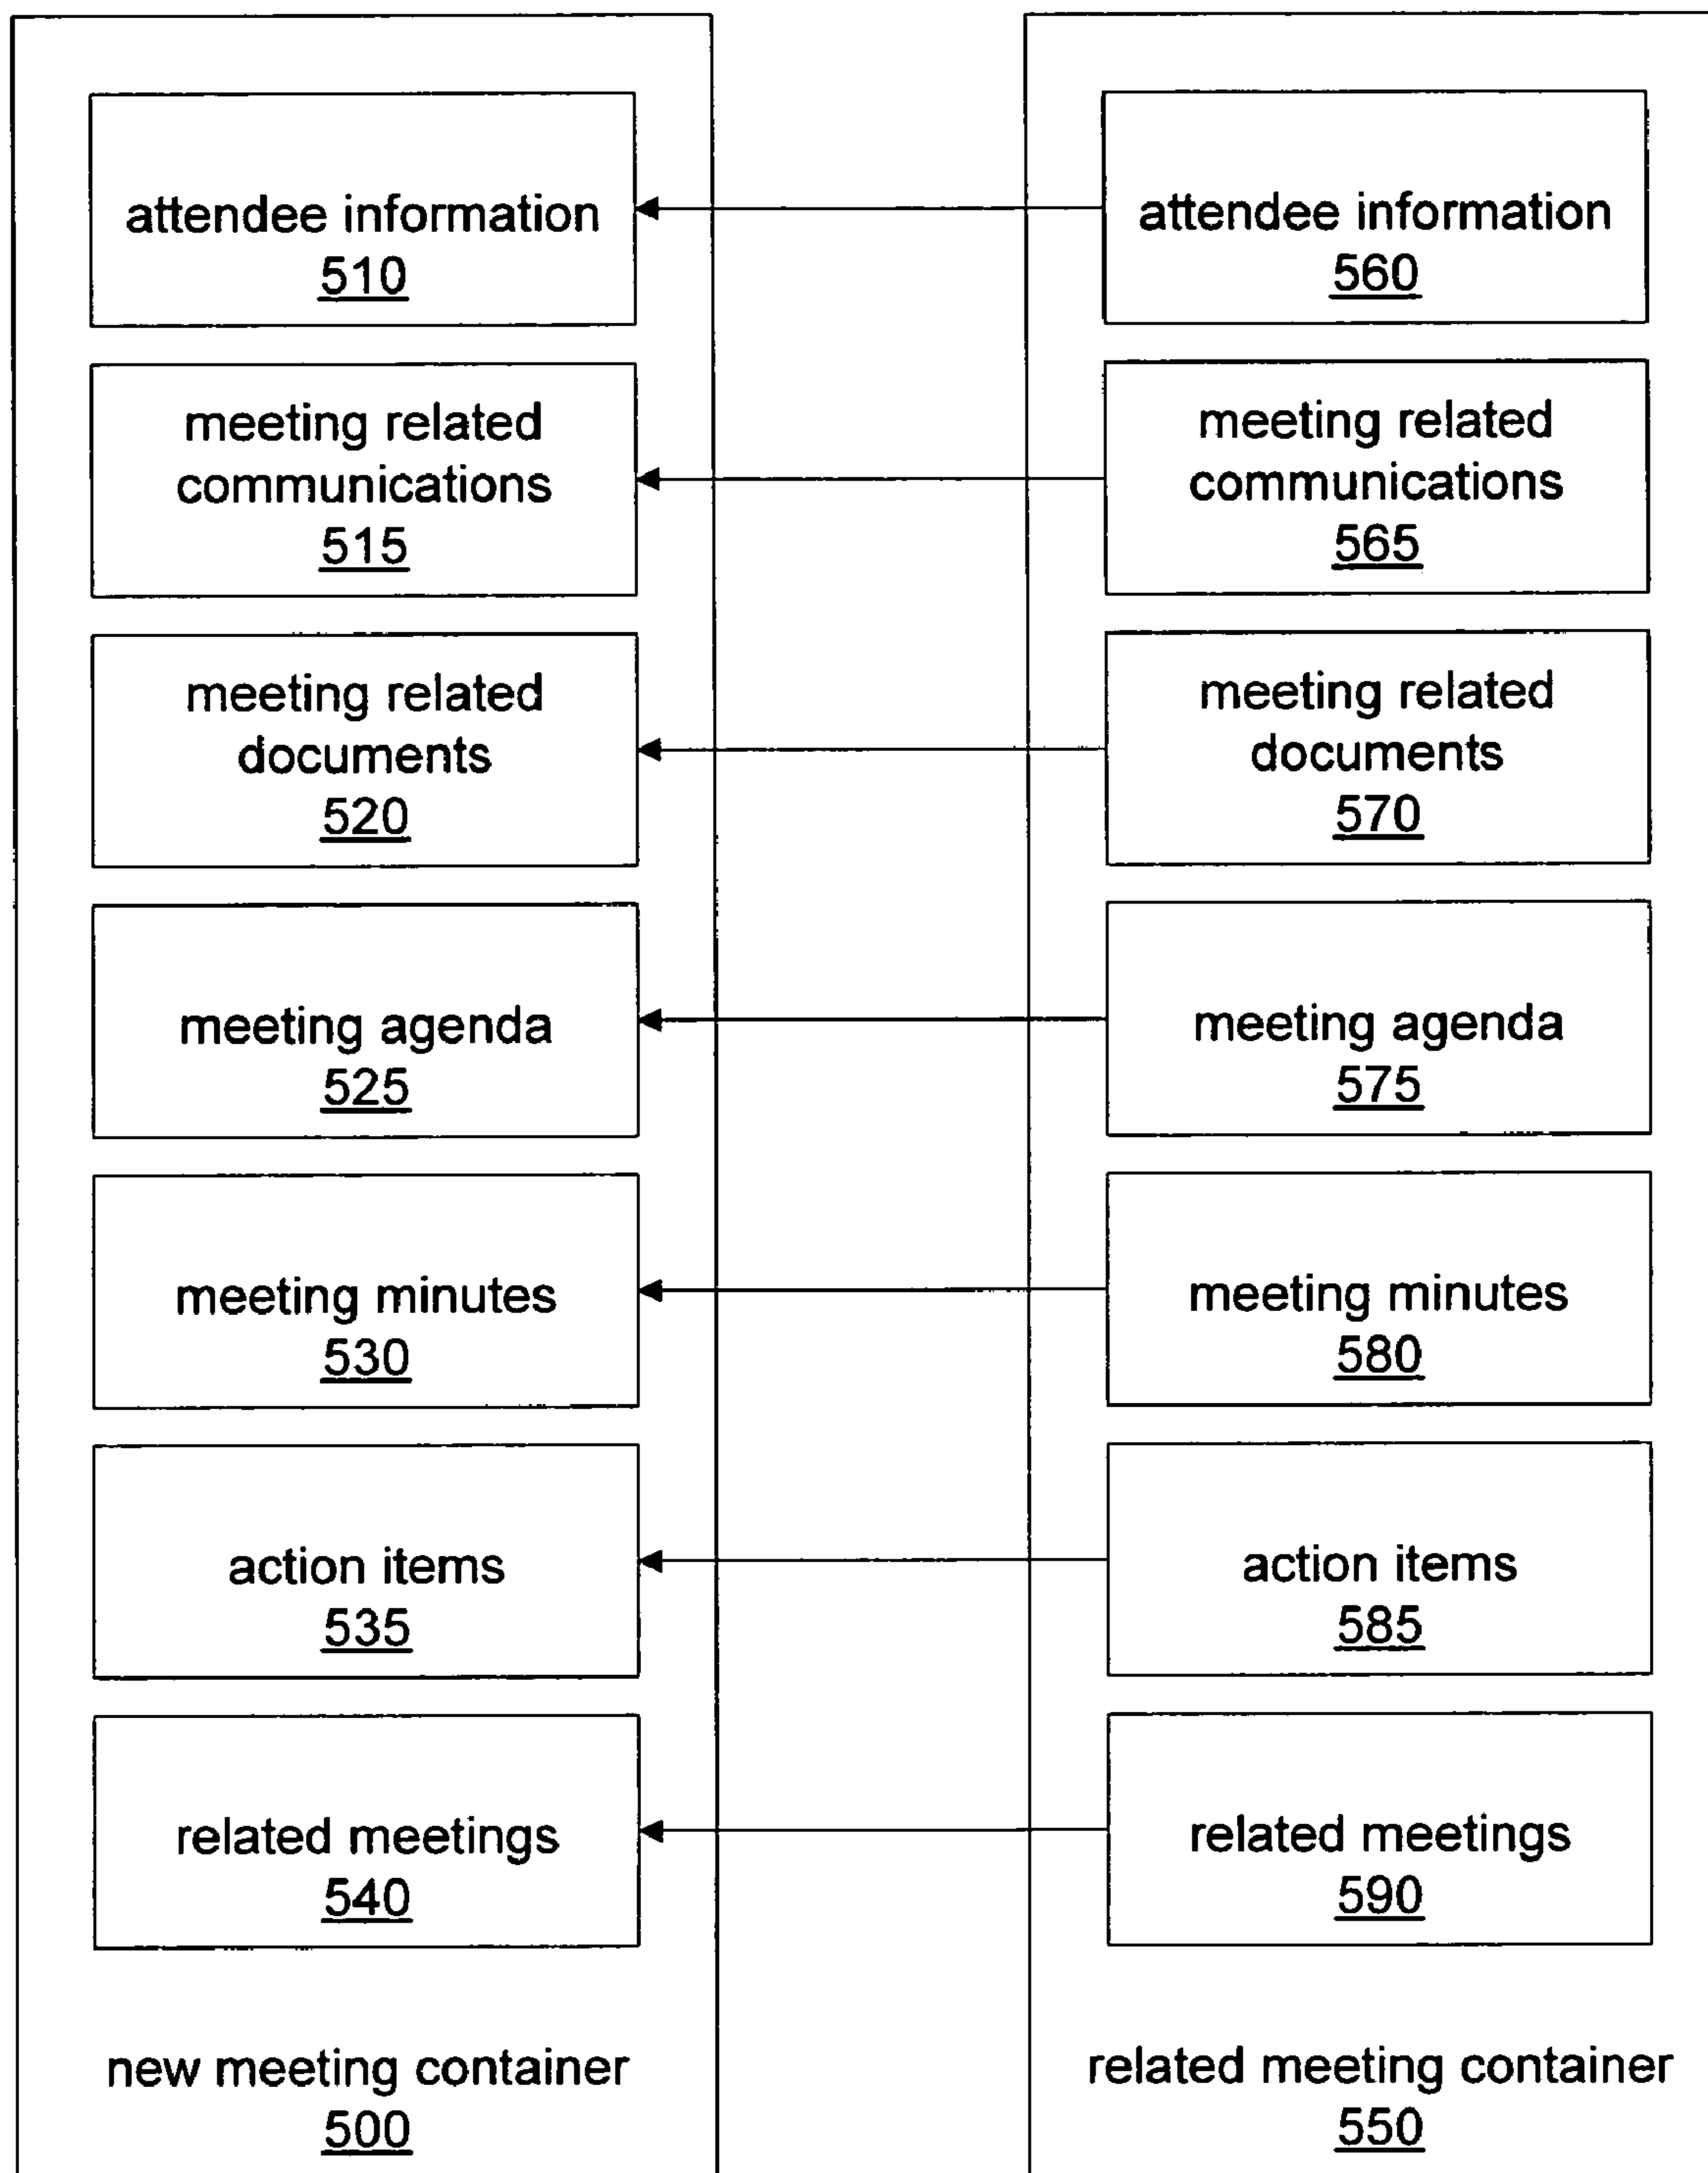 attendee information
510
meeting related
communications
515
meeting related
documents
520
meeting agenda
525
meeting minutes
530
action items
535
related meetings
540
new meeting container
500
attendee information
560
meeting related
communications
565
meeting related
documents
570
meeting agenda
575
meeting minutes
580
action items
585
related meetings
590
related meeting container
550